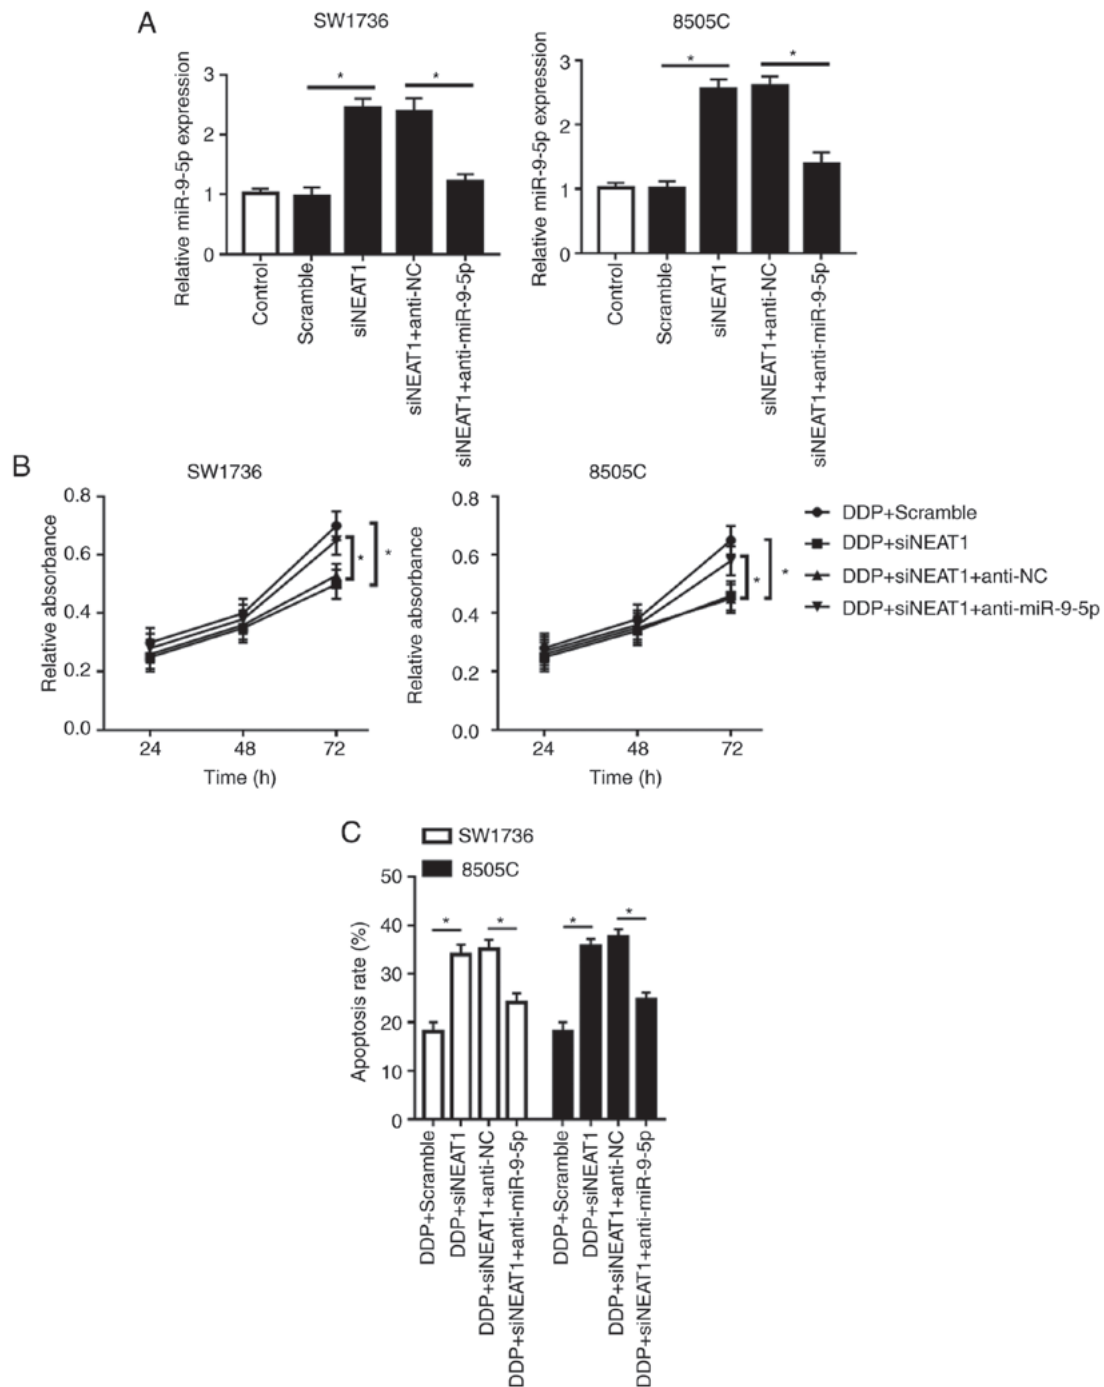 A
SW1736
8505C
Relative miR-9-5p expression
3
2
1
0
*
*
Control
Scramble
siNEAT1
siNEAT1+anti-NC
siNEAT1+anti-miR-9-5p
Relative miR-9-5p expression
3
2
1
0
*
*
Control
Scramble
siNEAT1
siNEAT1+anti-NC
siNEAT1+anti-miR-9-5p
B
SW1736
8505C
Relative absorbance
0.8
0.6
0.4
0.2
0.0
*
*
24 48 72
Time (h)
Relative absorbance
0.8
0.6
0.4
0.2
0.0
*
*
24 48 72
Time (h)
DDP+Scramble
DDP+siNEAT1
DDP+siNEAT1+anti-NC
DDP+siNEAT1+anti-miR-9-5p
C
SW1736
8505C
Apoptosis rate (%)
50
40
30
20
10
0
*
*
*
*
DDP+Scramble
DDP+siNEAT1
DDP+siNEAT1+anti-NC
DDP+siNEAT1+anti-miR-9-5p
DDP+Scramble
DDP+siNEAT1
DDP+siNEAT1+anti-NC
DDP+siNEAT1+anti-miR-9-5p